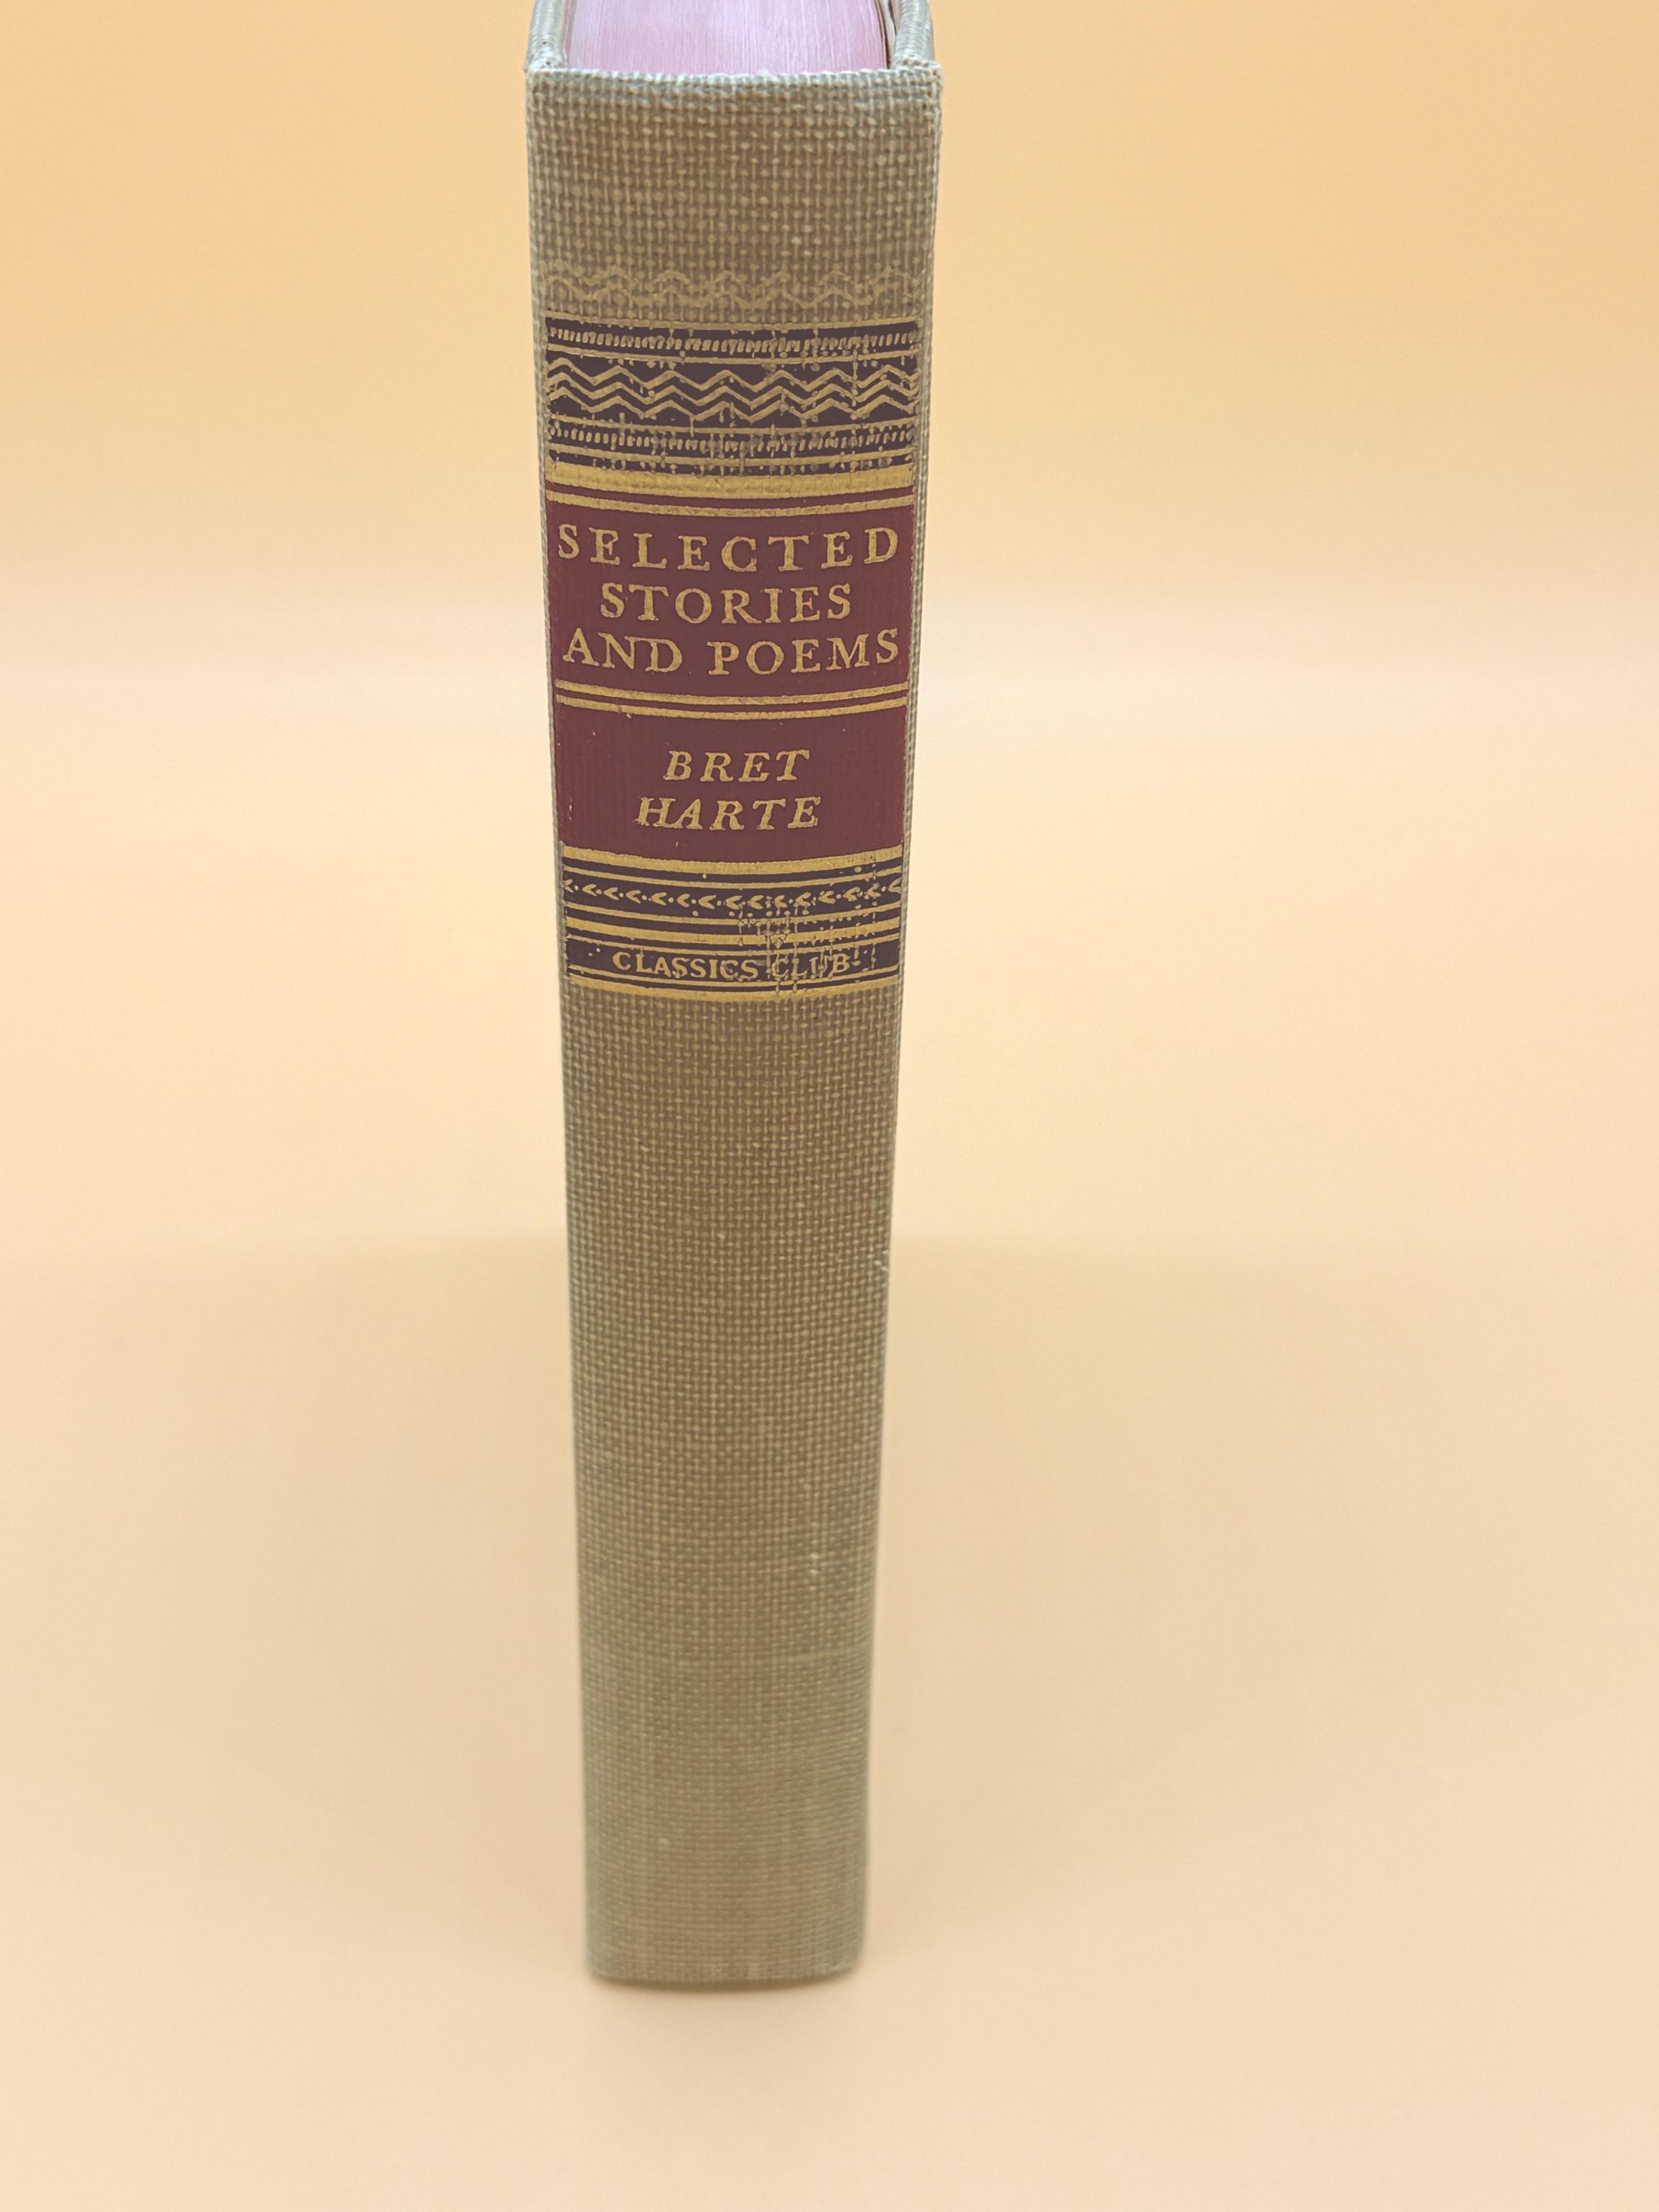 SELECTED
STORIES
AND POEMS
BRET
HARTE
CLASSICS CLUB